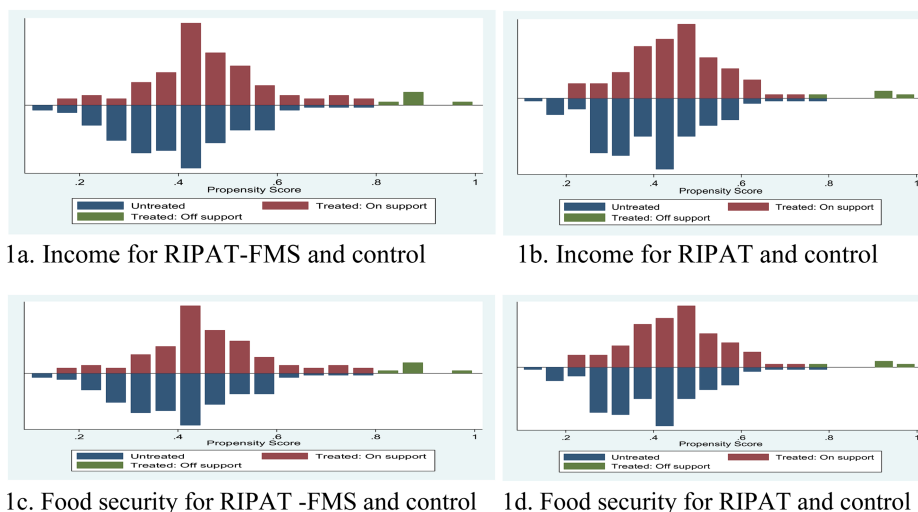 .2 .4 .6 .8 1
Propensity Score
Untreated Treated: On support
Treated: Off support
1a. Income for RIPAT-FMS and control
.2 .4 .6 .8 1
Propensity Score
Untreated Treated: On support
Treated: Off support
1b. Income for RIPAT and control
.2 .4 .6 .8 1
Propensity Score
Untreated Treated: On support
Treated: Off support
1c. Food security for RIPAT -FMS and control
.2 .4 .6 .8 1
Propensity Score
Untreated Treated: On support
Treated: Off support
1d. Food security for RIPAT and control